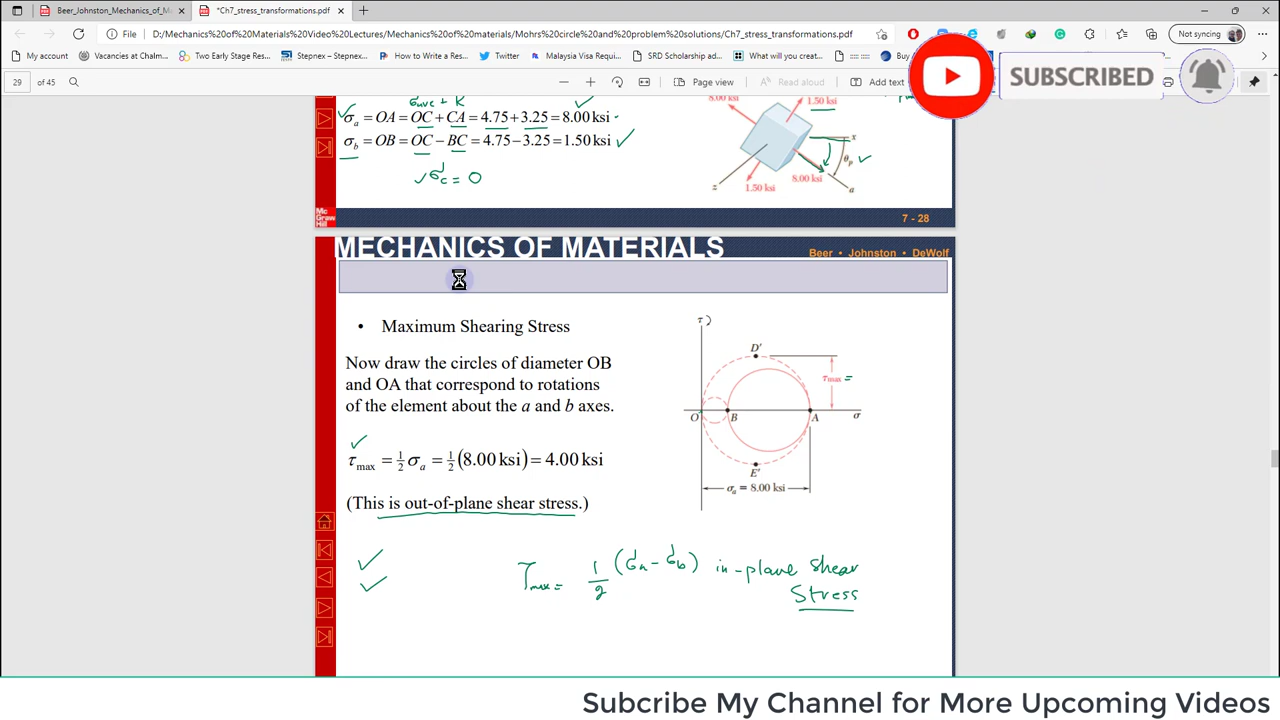 Beer_Johnston_Mechanics_of_M
*Ch7_stress_transformations.pdf
File
D:/Mechanics%20of%20Materials%20Video%20Lectures/Mechanics%20of%20materials/Mohrs%20circle%20and%20problem%20solutions/Ch7_stress_transformations.pdf
Not syncing
My account
Vacancies at Chalm...
Two Early Stage Res...
Stepnex – Stepnex...
How to Write a Res...
Twitter
Malaysia Visa Requi...
SRD Scholarship ad...
What will you creat...
Buy
29 of 45
Page view
Read aloud
Add text
SUBSCRIBED
σave + R
σa = OA = OC + CA = 4.75 + 3.25 = 8.00 ksi
σb = OB = OC − BC = 4.75 − 3.25 = 1.50 ksi
σc = 0
8.00 ksi
1.50 ksi
x
θp
z
1.50 ksi
8.00 ksi
a
Mc
Graw
Hill
7 - 28
MECHANICS OF MATERIALS
Beer • Johnston • DeWolf
• Maximum Shearing Stress
Now draw the circles of diameter OB
and OA that correspond to rotations
of the element about the a and b axes.
τmax = 1/2 σa = 1/2 (8.00 ksi) = 4.00 ksi
(This is out-of-plane shear stress.)
τ
D'
τmax =
O
B
A
σ
E'
σa = 8.00 ksi
τmax = 1/2 (σa − σb) in-plane shear
Stress
Subcribe My Channel for More Upcoming Videos